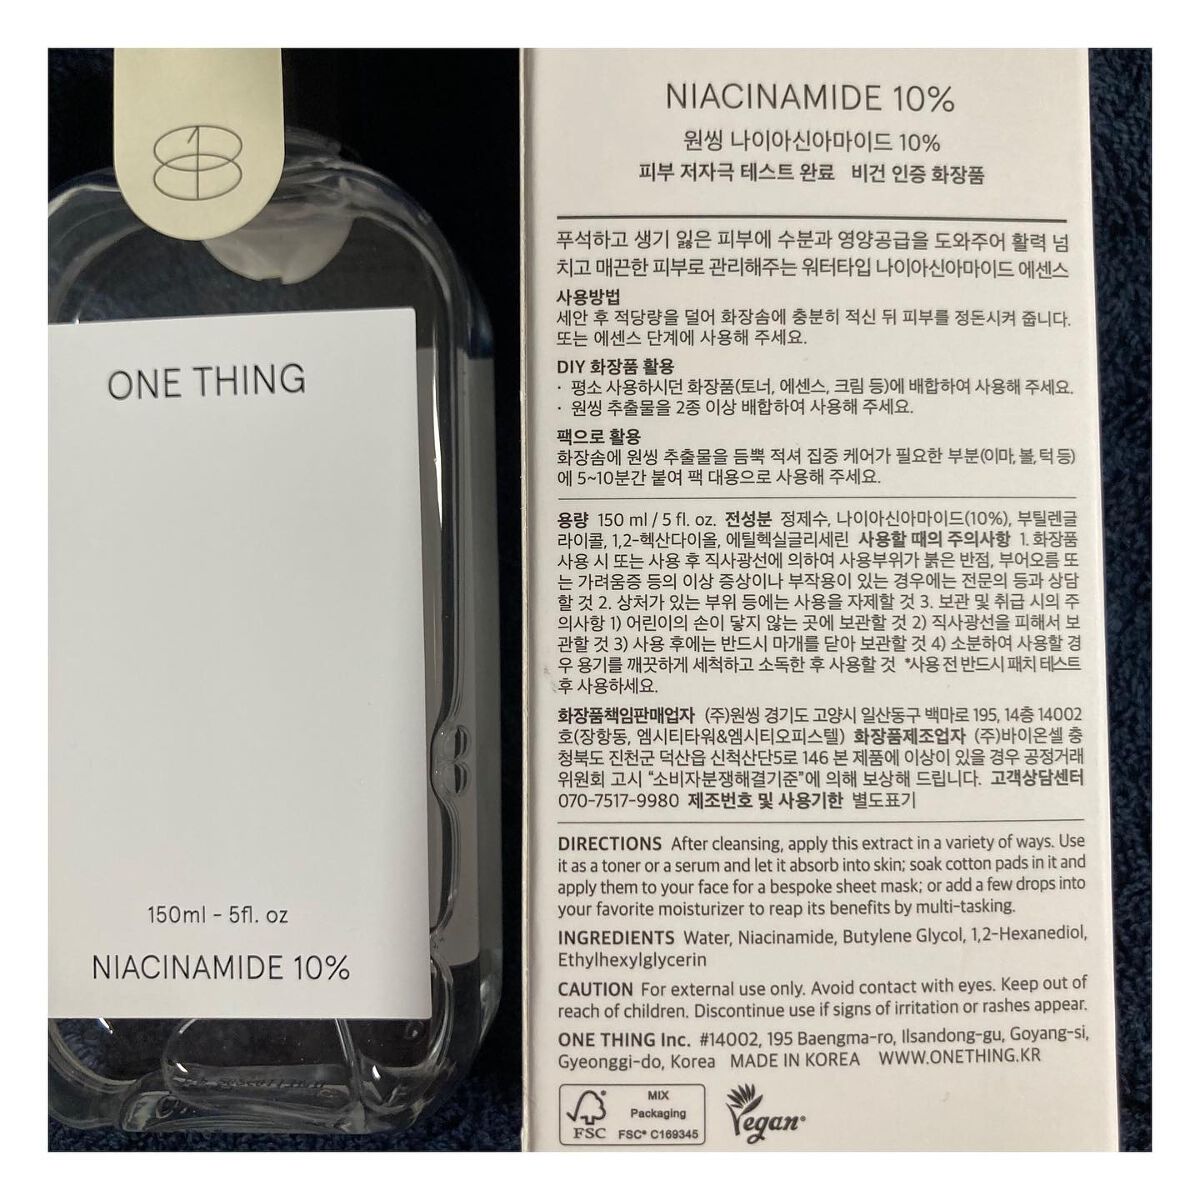 ONE THING
150ml - 5fl. oz
NIACINAMIDE 10%
NIACINAMIDE 10%
원씽 나이아신아마이드 10%
피부 저자극 테스트 완료 비건 인증 화장품
푸석하고 생기 잃은 피부에 수분과 영양공급을 도와주어 활력 넘
치고 매끈한 피부로 관리해주는 워터타입 나이아신아마이드 에센스
사용방법
세안 후 적당량을 덜어 화장솜에 충분히 적신 뒤 피부를 정돈시켜 줍니다.
또는 에센스 단계에 사용해 주세요.
DIY 화장품 활용
· 평소 사용하시던 화장품(토너, 에센스, 크림 등)에 배합하여 사용해 주세요.
· 원씽 추출물을 2종 이상 배합하여 사용해 주세요.
팩으로 활용
화장솜에 원씽 추출물을 듬뿍 적셔 집중 케어가 필요한 부분(이마, 볼, 턱 등)
에 5~10분간 붙여 팩 대용으로 사용해 주세요.
용량 150 ml / 5 fl. oz. 전성분 정제수, 나이아신아마이드(10%), 부틸렌글
라이콜, 1,2-헥산다이올, 에틸헥실글리세린 사용할 때의 주의사항 1. 화장품
사용 시 또는 사용 후 직사광선에 의하여 사용부위가 붉은 반점, 부어오름 또
는 가려움증 등의 이상 증상이나 부작용이 있는 경우에는 전문의 등과 상담
할 것 2. 상처가 있는 부위 등에는 사용을 자제할 것 3. 보관 및 취급 시의 주
의사항 1) 어린이의 손이 닿지 않는 곳에 보관할 것 2) 직사광선을 피해서 보
관할 것 3) 사용 후에는 반드시 마개를 닫아 보관할 것 4) 소분하여 사용할 경
우 용기를 깨끗하게 세척하고 소독한 후 사용할 것 *사용 전 반드시 패치 테스트
후 사용하세요.
화장품책임판매업자 (주)원씽 경기도 고양시 일산동구 백마로 195, 14층 14002
호(장항동, 엠시티타워&엠시티오피스텔) 화장품제조업자 (주)바이온셀 충
청북도 진천군 덕산읍 신척산단5로 146 본 제품에 이상이 있을 경우 공정거래
위원회 고시 “소비자분쟁해결기준”에 의해 보상해 드립니다. 고객상담센터
070-7517-9980 제조번호 및 사용기한 별도표기
DIRECTIONS After cleansing, apply this extract in a variety of ways. Use
it as a toner or a serum and let it absorb into skin; soak cotton pads in it and
apply them to your face for a bespoke sheet mask; or add a few drops into
your favorite moisturizer to reap its benefits by multi-tasking.
INGREDIENTS Water, Niacinamide, Butylene Glycol, 1,2-Hexanediol,
Ethylhexylglycerin
CAUTION For external use only. Avoid contact with eyes. Keep out of
reach of children. Discontinue use if signs of irritation or rashes appear.
ONE THING Inc. #14002, 195 Baengma-ro, Ilsandong-gu, Goyang-si,
Gyeonggi-do, Korea MADE IN KOREA WWW.ONETHING.KR
FSC
MIX
Packaging
FSC® C169345
Vegan